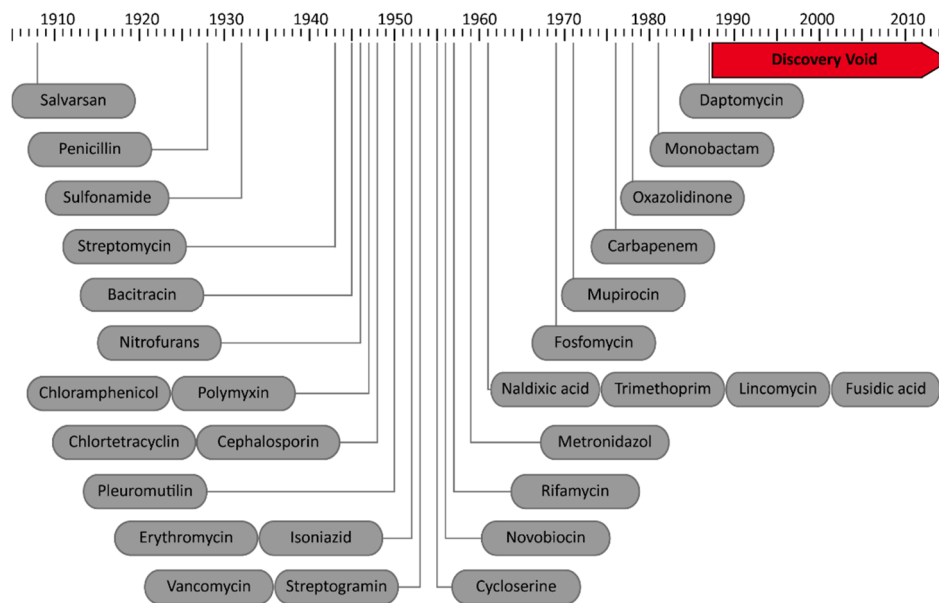 1910 1920 1930 1940 1950 1960 1970 1980 1990 2000 2010
Discovery Void
Salvarsan Daptomycin
Penicillin Monobactam
Sulfonamide Oxazolidinone
Streptomycin Carbapenem
Bacitracin Mupirocin
Nitrofurans Fosfomycin
Chloramphenicol Polymyxin Naldixic acid Trimethoprim Lincomycin Fusidic acid
Chlortetracyclin Cephalosporin Metronidazol
Pleuromutilin Rifamycin
Erythromycin Isoniazid Novobiocin
Vancomycin Streptogramin Cycloserine